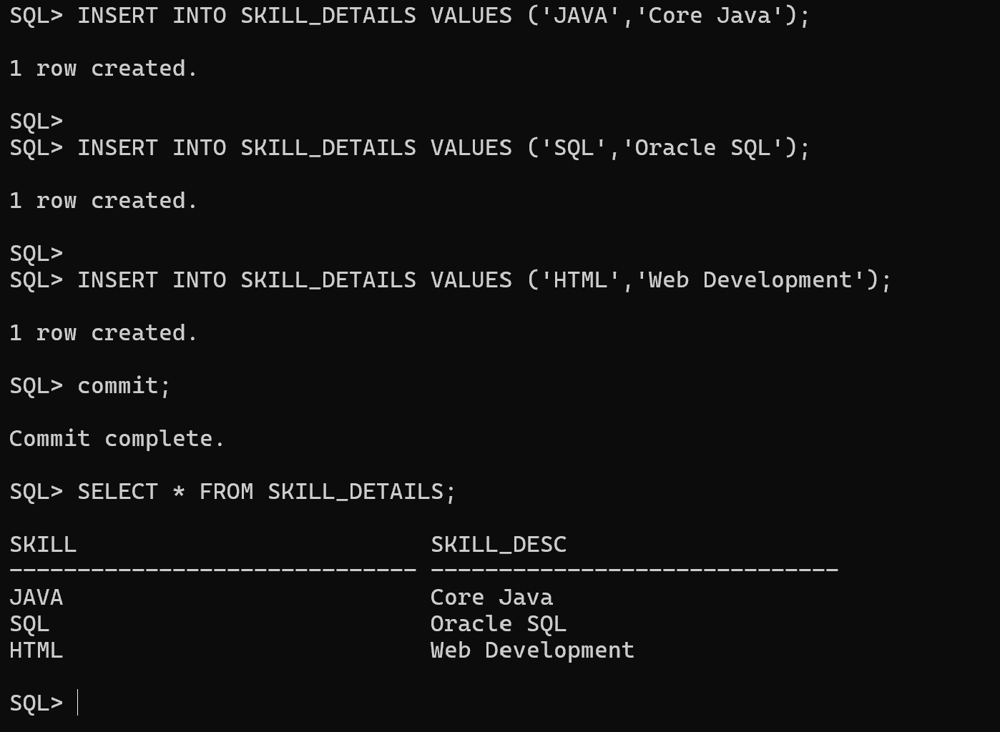 SQL> INSERT INTO SKILL_DETAILS VALUES ('JAVA','Core Java');
1 row created.
SQL>
SQL> INSERT INTO SKILL_DETAILS VALUES ('SQL','Oracle SQL');
1 row created.
SQL>
SQL> INSERT INTO SKILL_DETAILS VALUES ('HTML','Web Development');
1 row created.
SQL> commit;
Commit complete.
SQL> SELECT * FROM SKILL_DETAILS;
SKILL                          SKILL_DESC
------------------------------ ------------------------------
JAVA                           Core Java
SQL                            Oracle SQL
HTML                           Web Development
SQL>